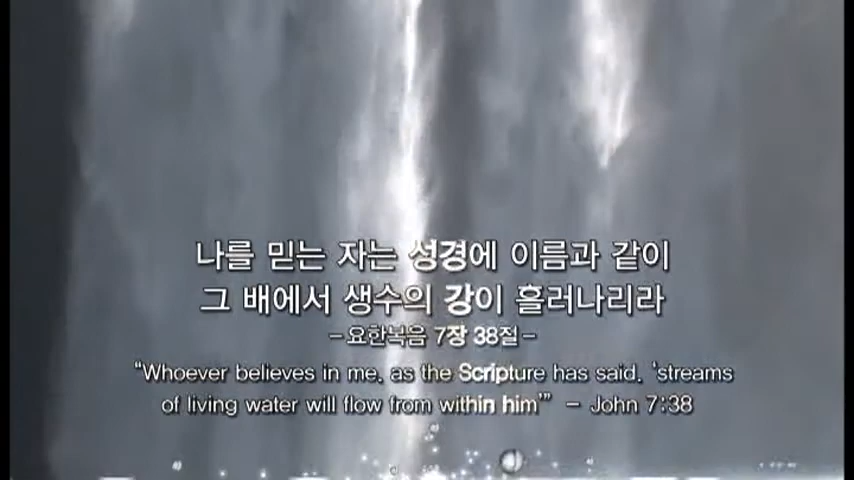 나를 믿는 자는 성경에 이름과 같이
그 배에서 생수의 강이 흘러나리라
-요한복음 7장 38절-
“Whoever believes in me, as the Scripture has said, ‘streams
of living water will flow from within him’” - John 7:38